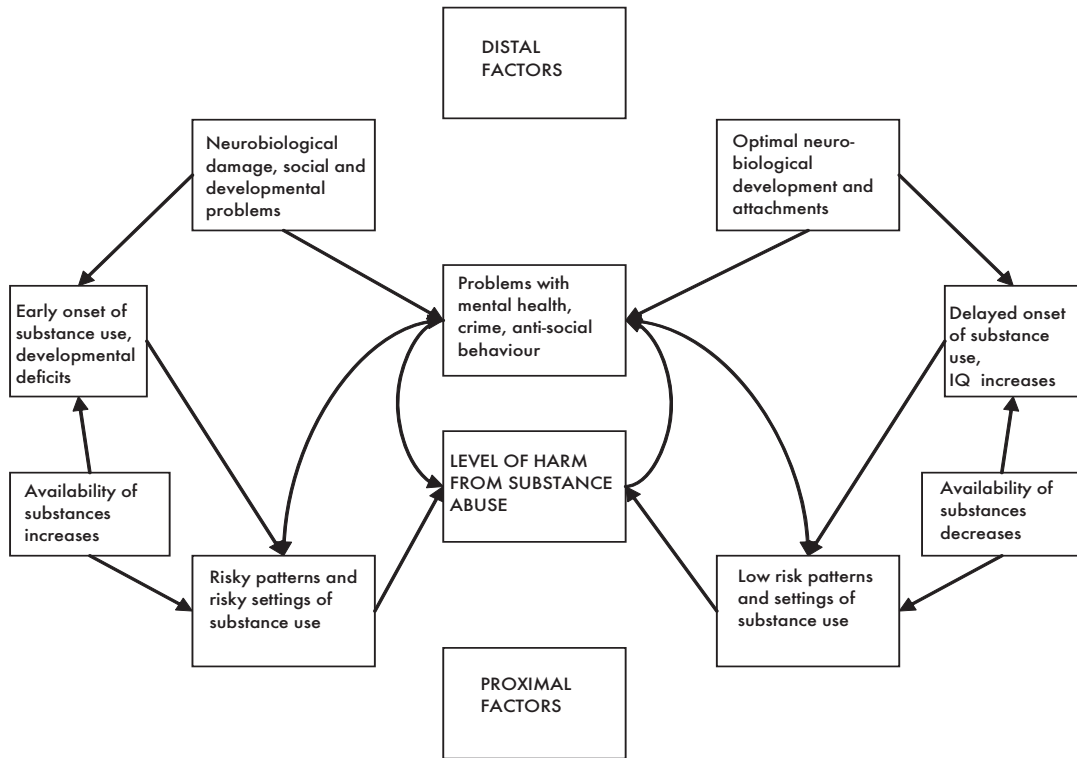 DISTAL
FACTORS
Neurobiological
damage, social and
developmental
problems
Optimal neuro-
biological
development and
attachments
Problems with
mental health,
crime, anti-social
behaviour
Early onset of
substance use,
developmental
deficits
Delayed onset
of substance
use,
IQ increases
LEVEL OF HARM
FROM SUBSTANCE
ABUSE
Availability of
substances
increases
Availability of
substances
decreases
Risky patterns and
risky settings of
substance use
Low risk patterns
and settings of
substance use
PROXIMAL
FACTORS